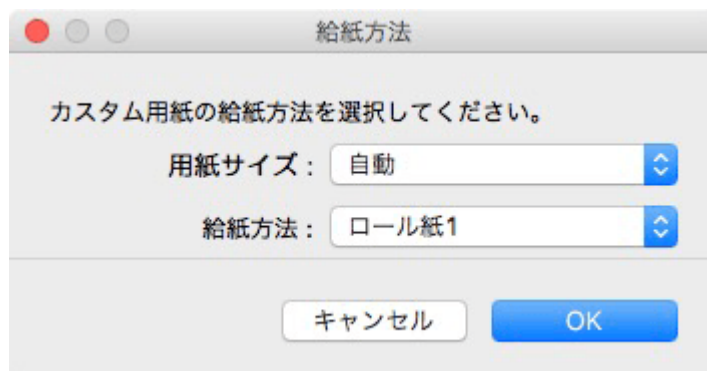 給紙方法
カスタム用紙の給紙方法を選択してください。
用紙サイズ： 自動
給紙方法： ロール紙1
キャンセル OK